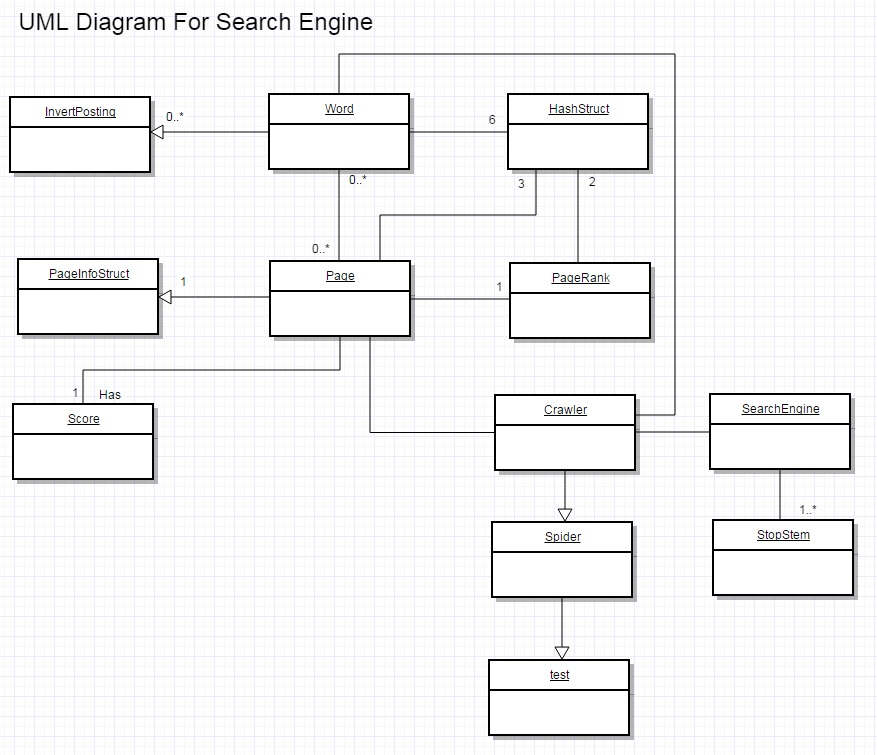 UML Diagram For Search Engine
InvertPosting
0..*
Word
6
HashStruct
0..*
3
2
0..*
PageInfoStruct
1
Page
1
PageRank
1
Has
Score
Crawler
SearchEngine
1..*
Spider
StopStem
test